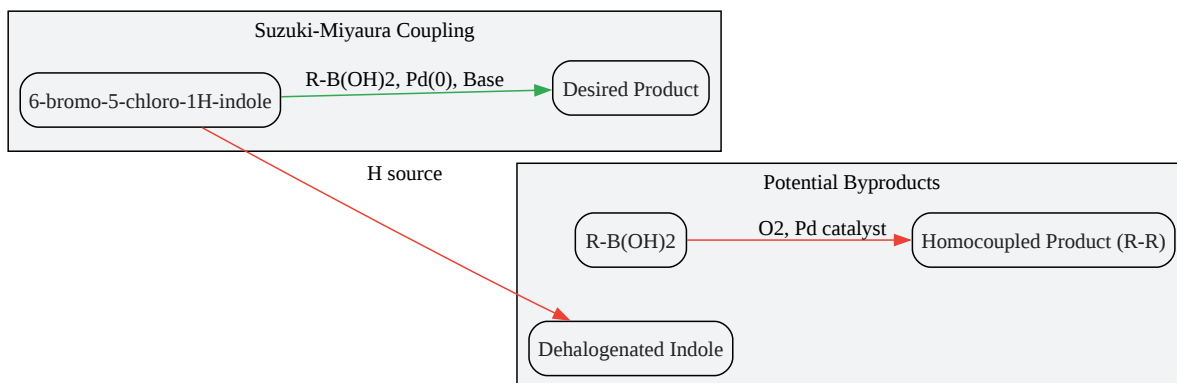 Suzuki-Miyaura Coupling
6-bromo-5-chloro-1H-indole
R-B(OH)2, Pd(0), Base
Desired Product
H source
Potential Byproducts
R-B(OH)2
O2, Pd catalyst
Homocoupled Product (R-R)
Dehalogenated Indole